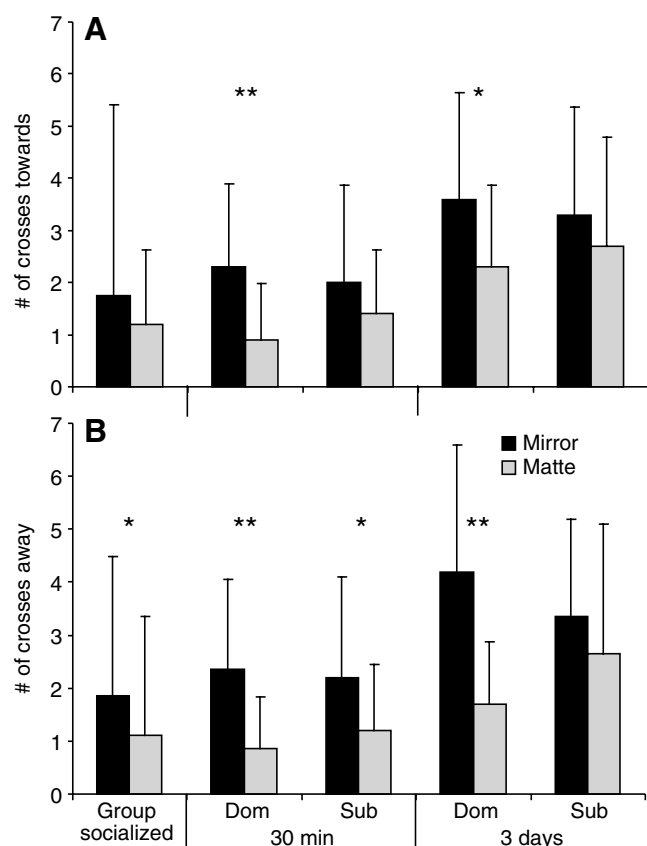 A
7
6
5
4
3
2
1
0
# of crosses towards
**
*
B
7
6
5
4
3
2
1
0
# of crosses away
Mirror
Matte
*
**
*
**
Group
socialized
Dom
Sub
Dom
Sub
30 min
3 days